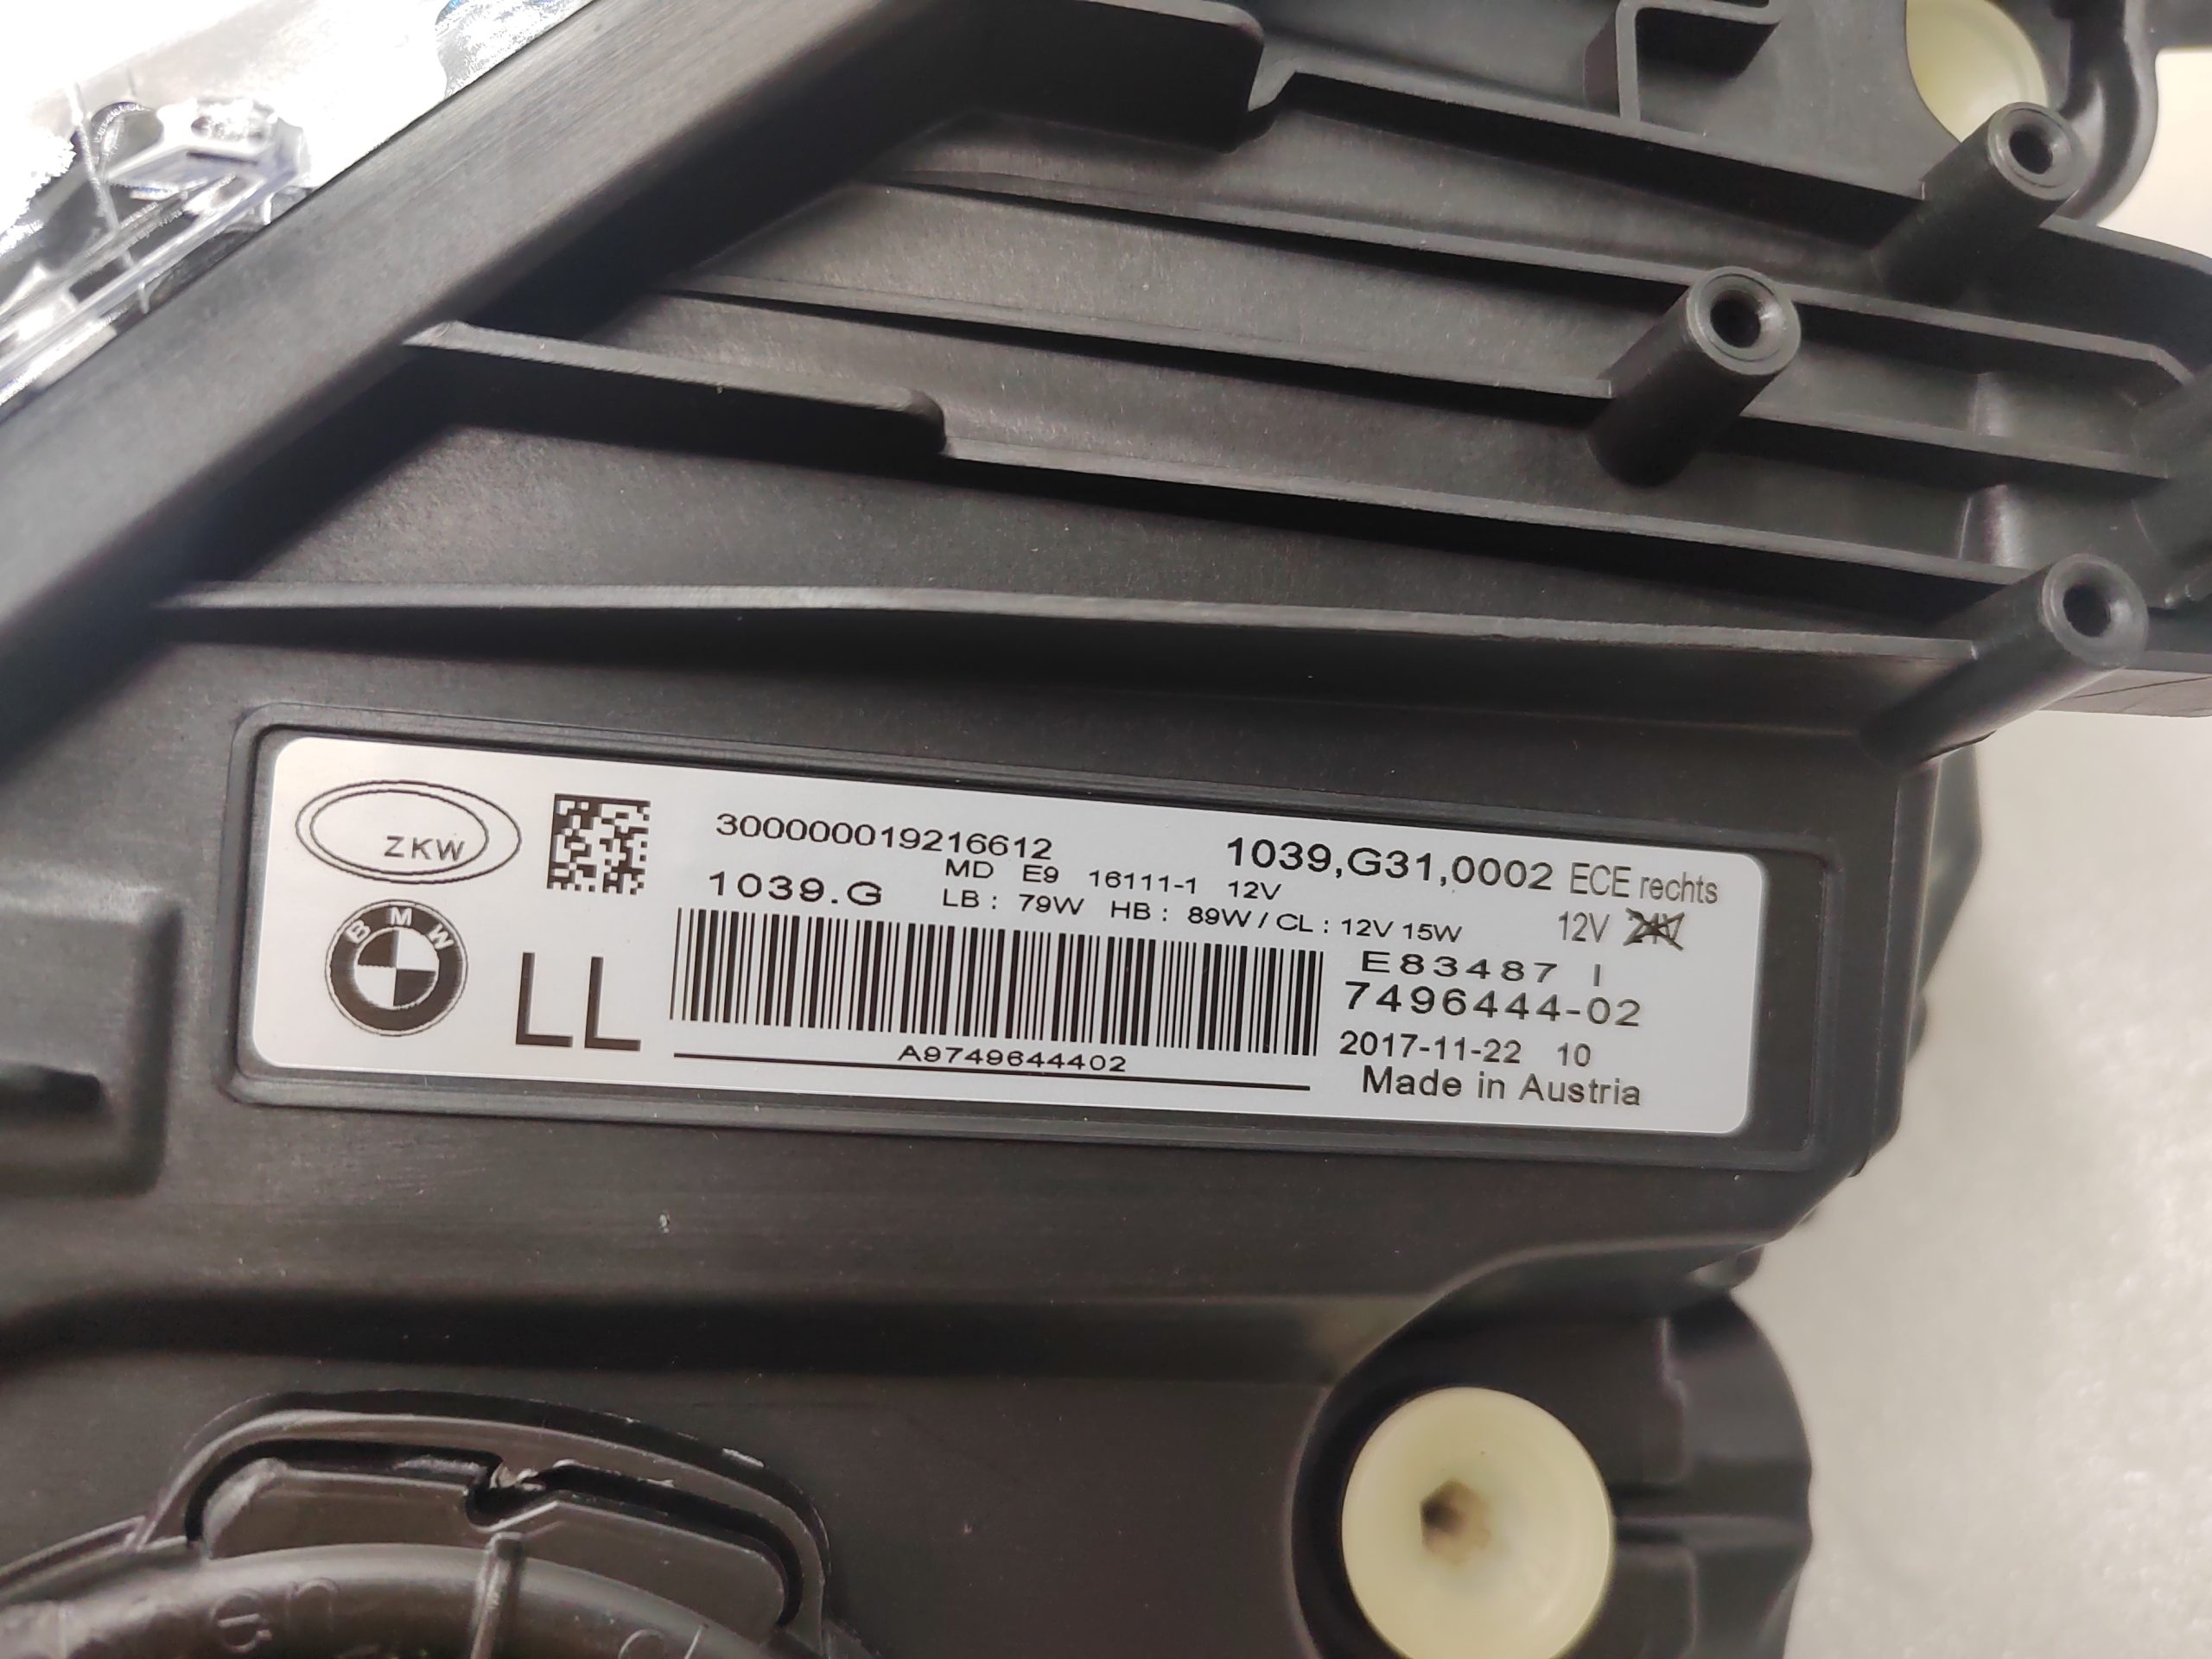 ZKW
300000019216612
1039,G31,0002 ECE rechts
MD E9 16111-1 12V
1039.G
LB : 79W HB : 89W / CL : 12V 15W
12V
BMW
LL
E83487 I
7496444-02
A9749644402
2017-11-22 10
Made in Austria